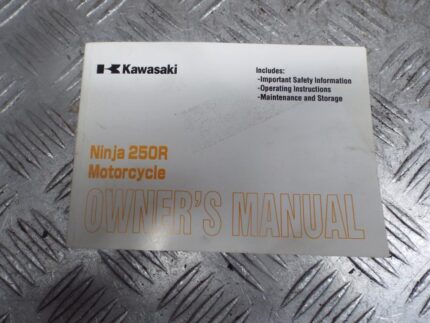 Kawasaki
Includes:
-Important Safety Information
-Operating Instructions
-Maintenance and Storage
Ninja 250R
Motorcycle
OWNER'S MANUAL